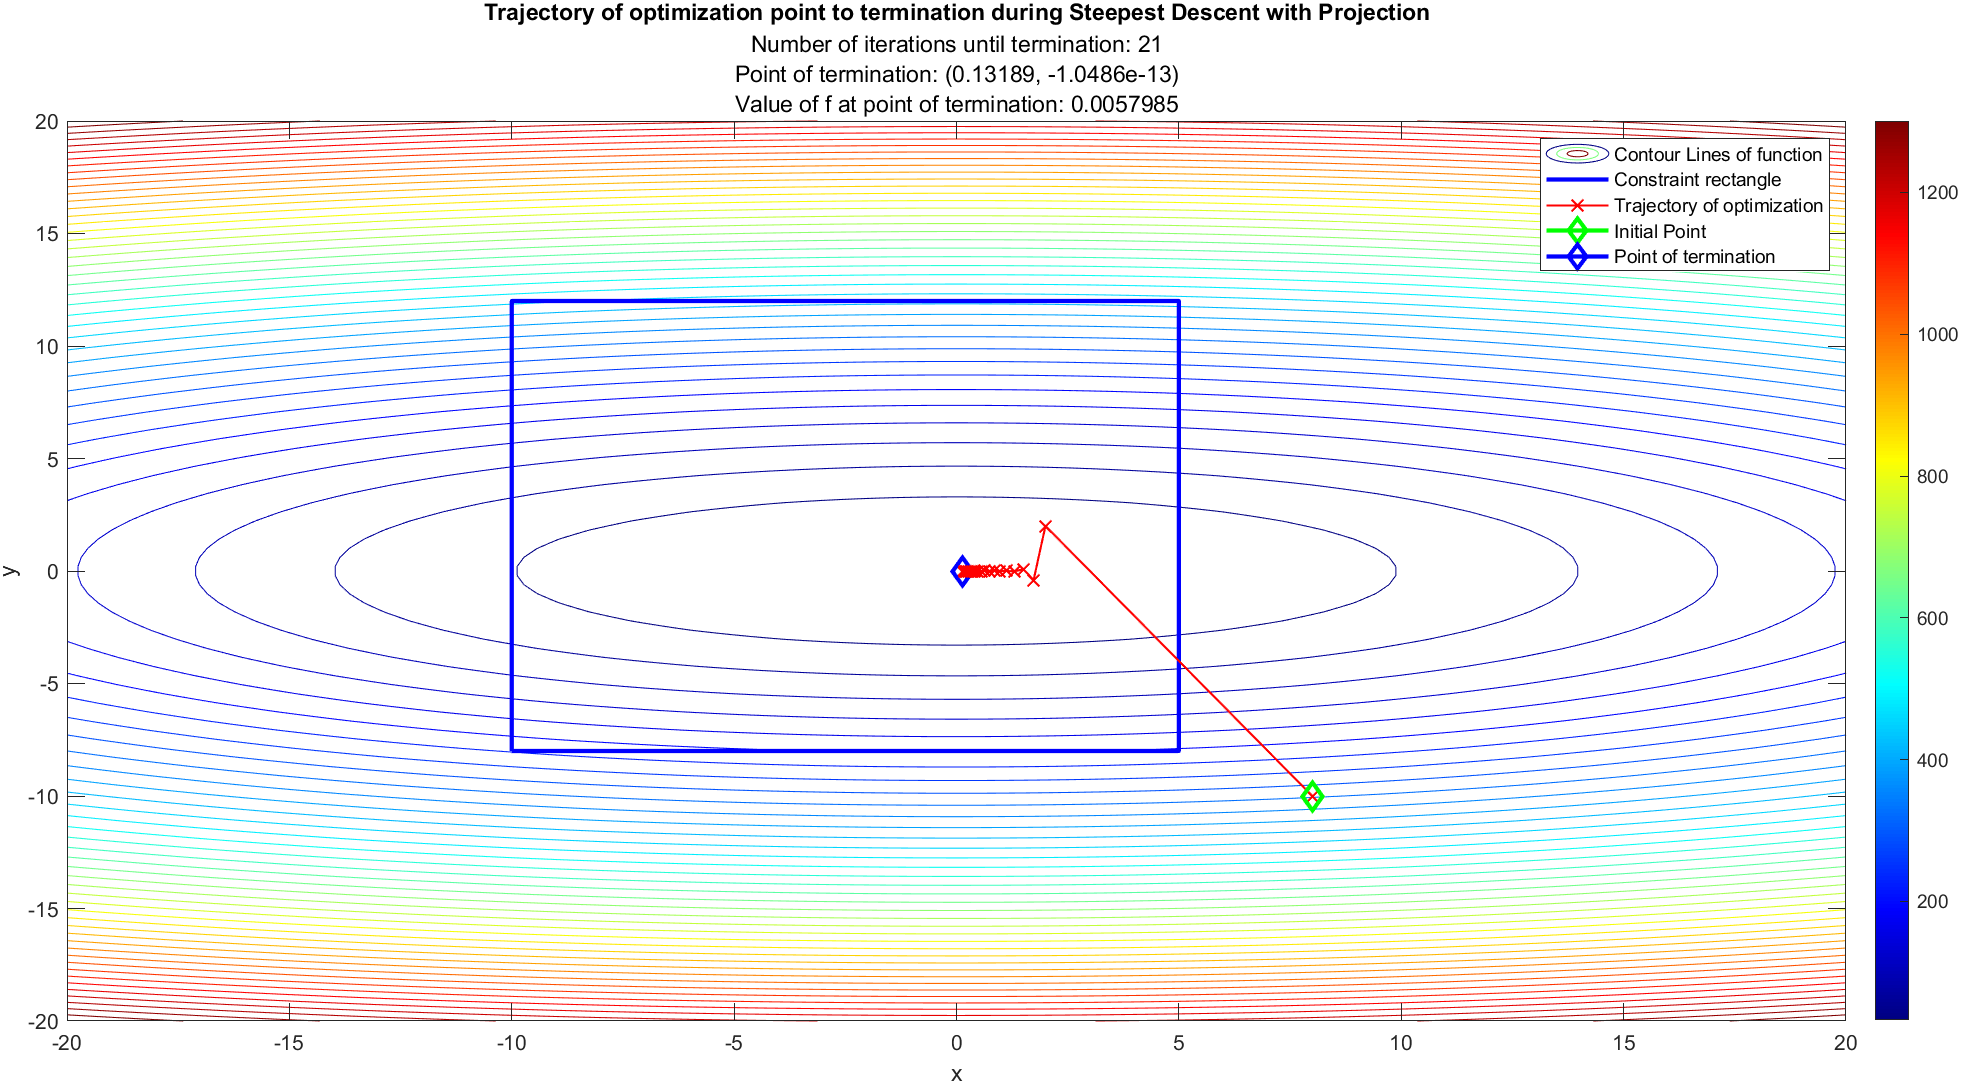 Trajectory of optimization point to termination during Steepest Descent with Projection
Number of iterations until termination: 21
Point of termination: (0.13189, -1.0486e-13)
Value of f at point of termination: 0.0057985
20
15
10
5
0
-5
-10
-15
-20
y
-20
-15
-10
-5
0
5
10
15
20
x
Contour Lines of function
Constraint rectangle
Trajectory of optimization
Initial Point
Point of termination
1200
1000
800
600
400
200